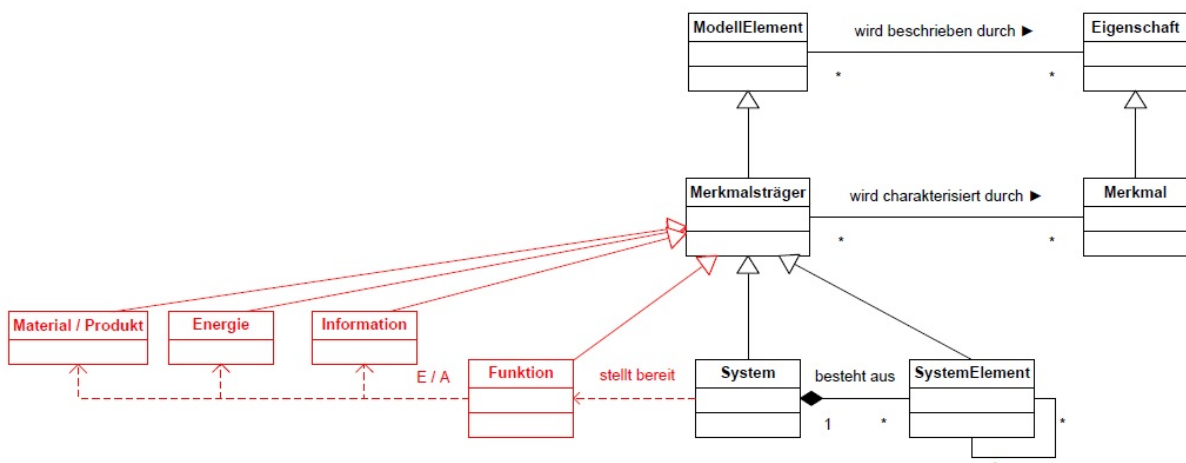 ModellElement
wird beschrieben durch ►
Eigenschaft
*
*
Merkmalsträger
wird charakterisiert durch ►
Merkmal
*
*
Material / Produkt
Energie
Information
E / A
Funktion
stellt bereit
System
besteht aus
SystemElement
1
*
*